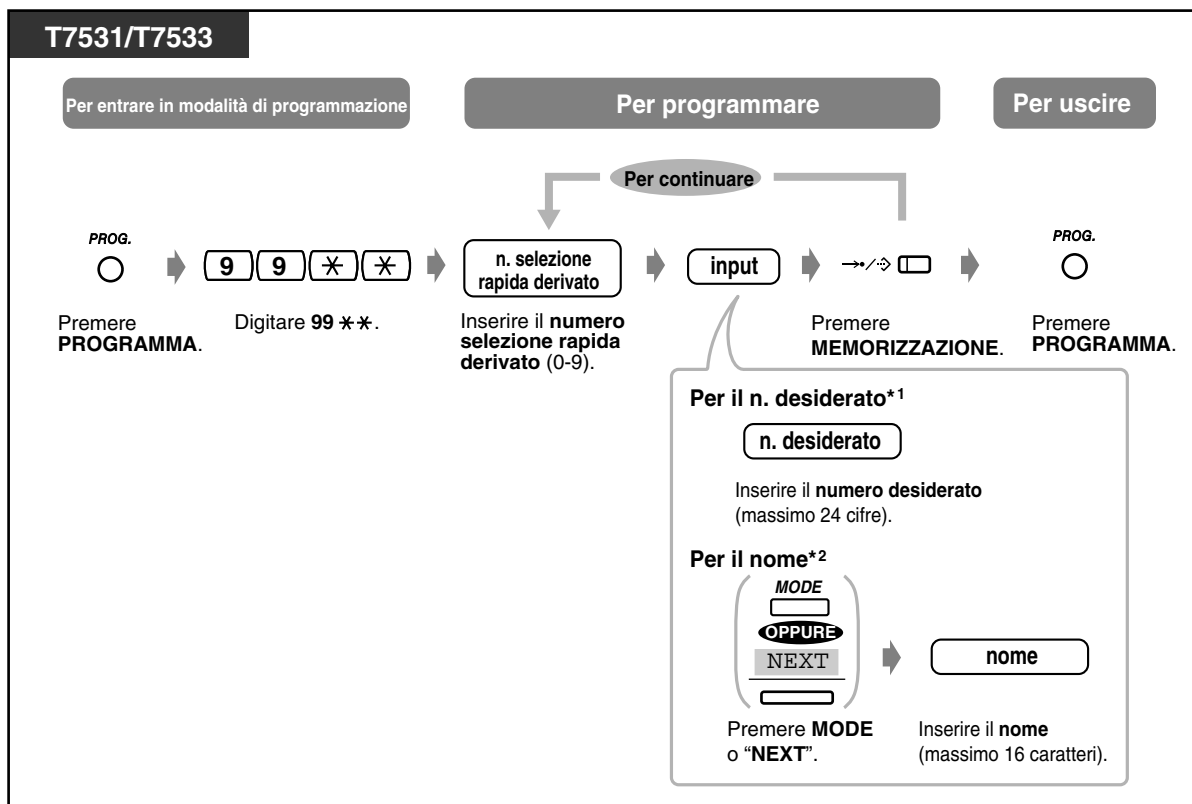 T7531/T7533
Per entrare in modalità di programmazione
Per programmare
Per uscire
Per continuare
PROG.
9 9 * *
n. selezione
rapida derivato
input
PROG.
Premere
PROGRAMMA.
Digitare 99 **.
Inserire il numero
selezione rapida
derivato (0-9).
Premere
MEMORIZZAZIONE.
Premere
PROGRAMMA.
Per il n. desiderato*1
n. desiderato
Inserire il numero desiderato
(massimo 24 cifre).
Per il nome*2
MODE
OPPURE
NEXT
nome
Premere MODE
o “NEXT”.
Inserire il nome
(massimo 16 caratteri).